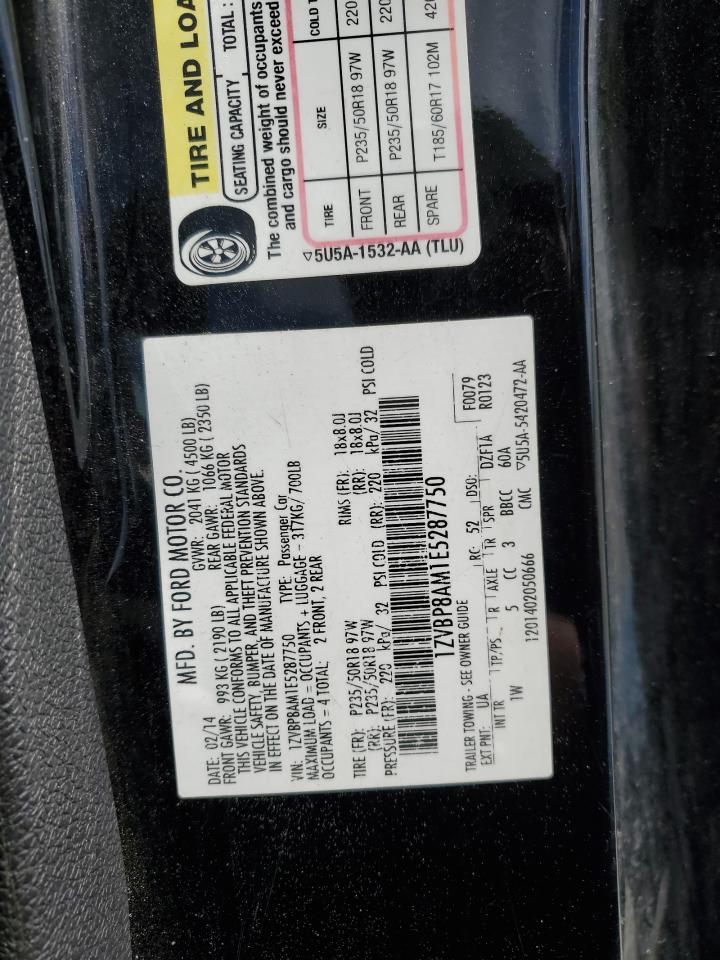 TIRE AND LOA
SEATING CAPACITY TOTAL :
The combined weight of occupants
and cargo should never exceed
TIRE SIZE COLD T
FRONT P235/50R18 97W 220
REAR P235/50R18 97W 220
SPARE T185/60R17 102M 420
▽5U5A-1532-AA (TLU)
MFD. BY FORD MOTOR CO.
DATE: 02/14 GVWR: 2041 KG ( 4500 LB)
FRONT GAWR: 993 KG ( 2190 LB) REAR GAWR: 1066 KG ( 2350 LB)
THIS VEHICLE CONFORMS TO ALL APPLICABLE FEDERAL MOTOR
VEHICLE SAFETY, BUMPER, AND THEFT PREVENTION STANDARDS
IN EFFECT ON THE DATE OF MANUFACTURE SHOWN ABOVE.
VIN: 1ZVBP8AM1E5287750 TYPE: Passenger Car
MAXIMUM LOAD = OCCUPANTS + LUGGAGE - 317KG/ 700LB
OCCUPANTS = 4 TOTAL: 2 FRONT, 2 REAR
TIRE (FR): P235/50R18 97W RIMS (FR): 18x8.0J
(RR): P235/50R18 97W (RR): 18x8.0J
PRESSURE (FR): 220 kPa/ 32 PSI COLD (RR): 220 kPa/ 32 PSI COLD
1ZVBP8AM1E5287750
TRAILER TOWING - SEE OWNER GUIDE
EXT PNT: UA RC: 52 DSO: F0079
R0123
INT TR TP/PS R AXLE TR SPR DZF1A
1W 5 CC 3 BBCC 60A
1201402050666 CMC ▽5U5A-5420472-AA